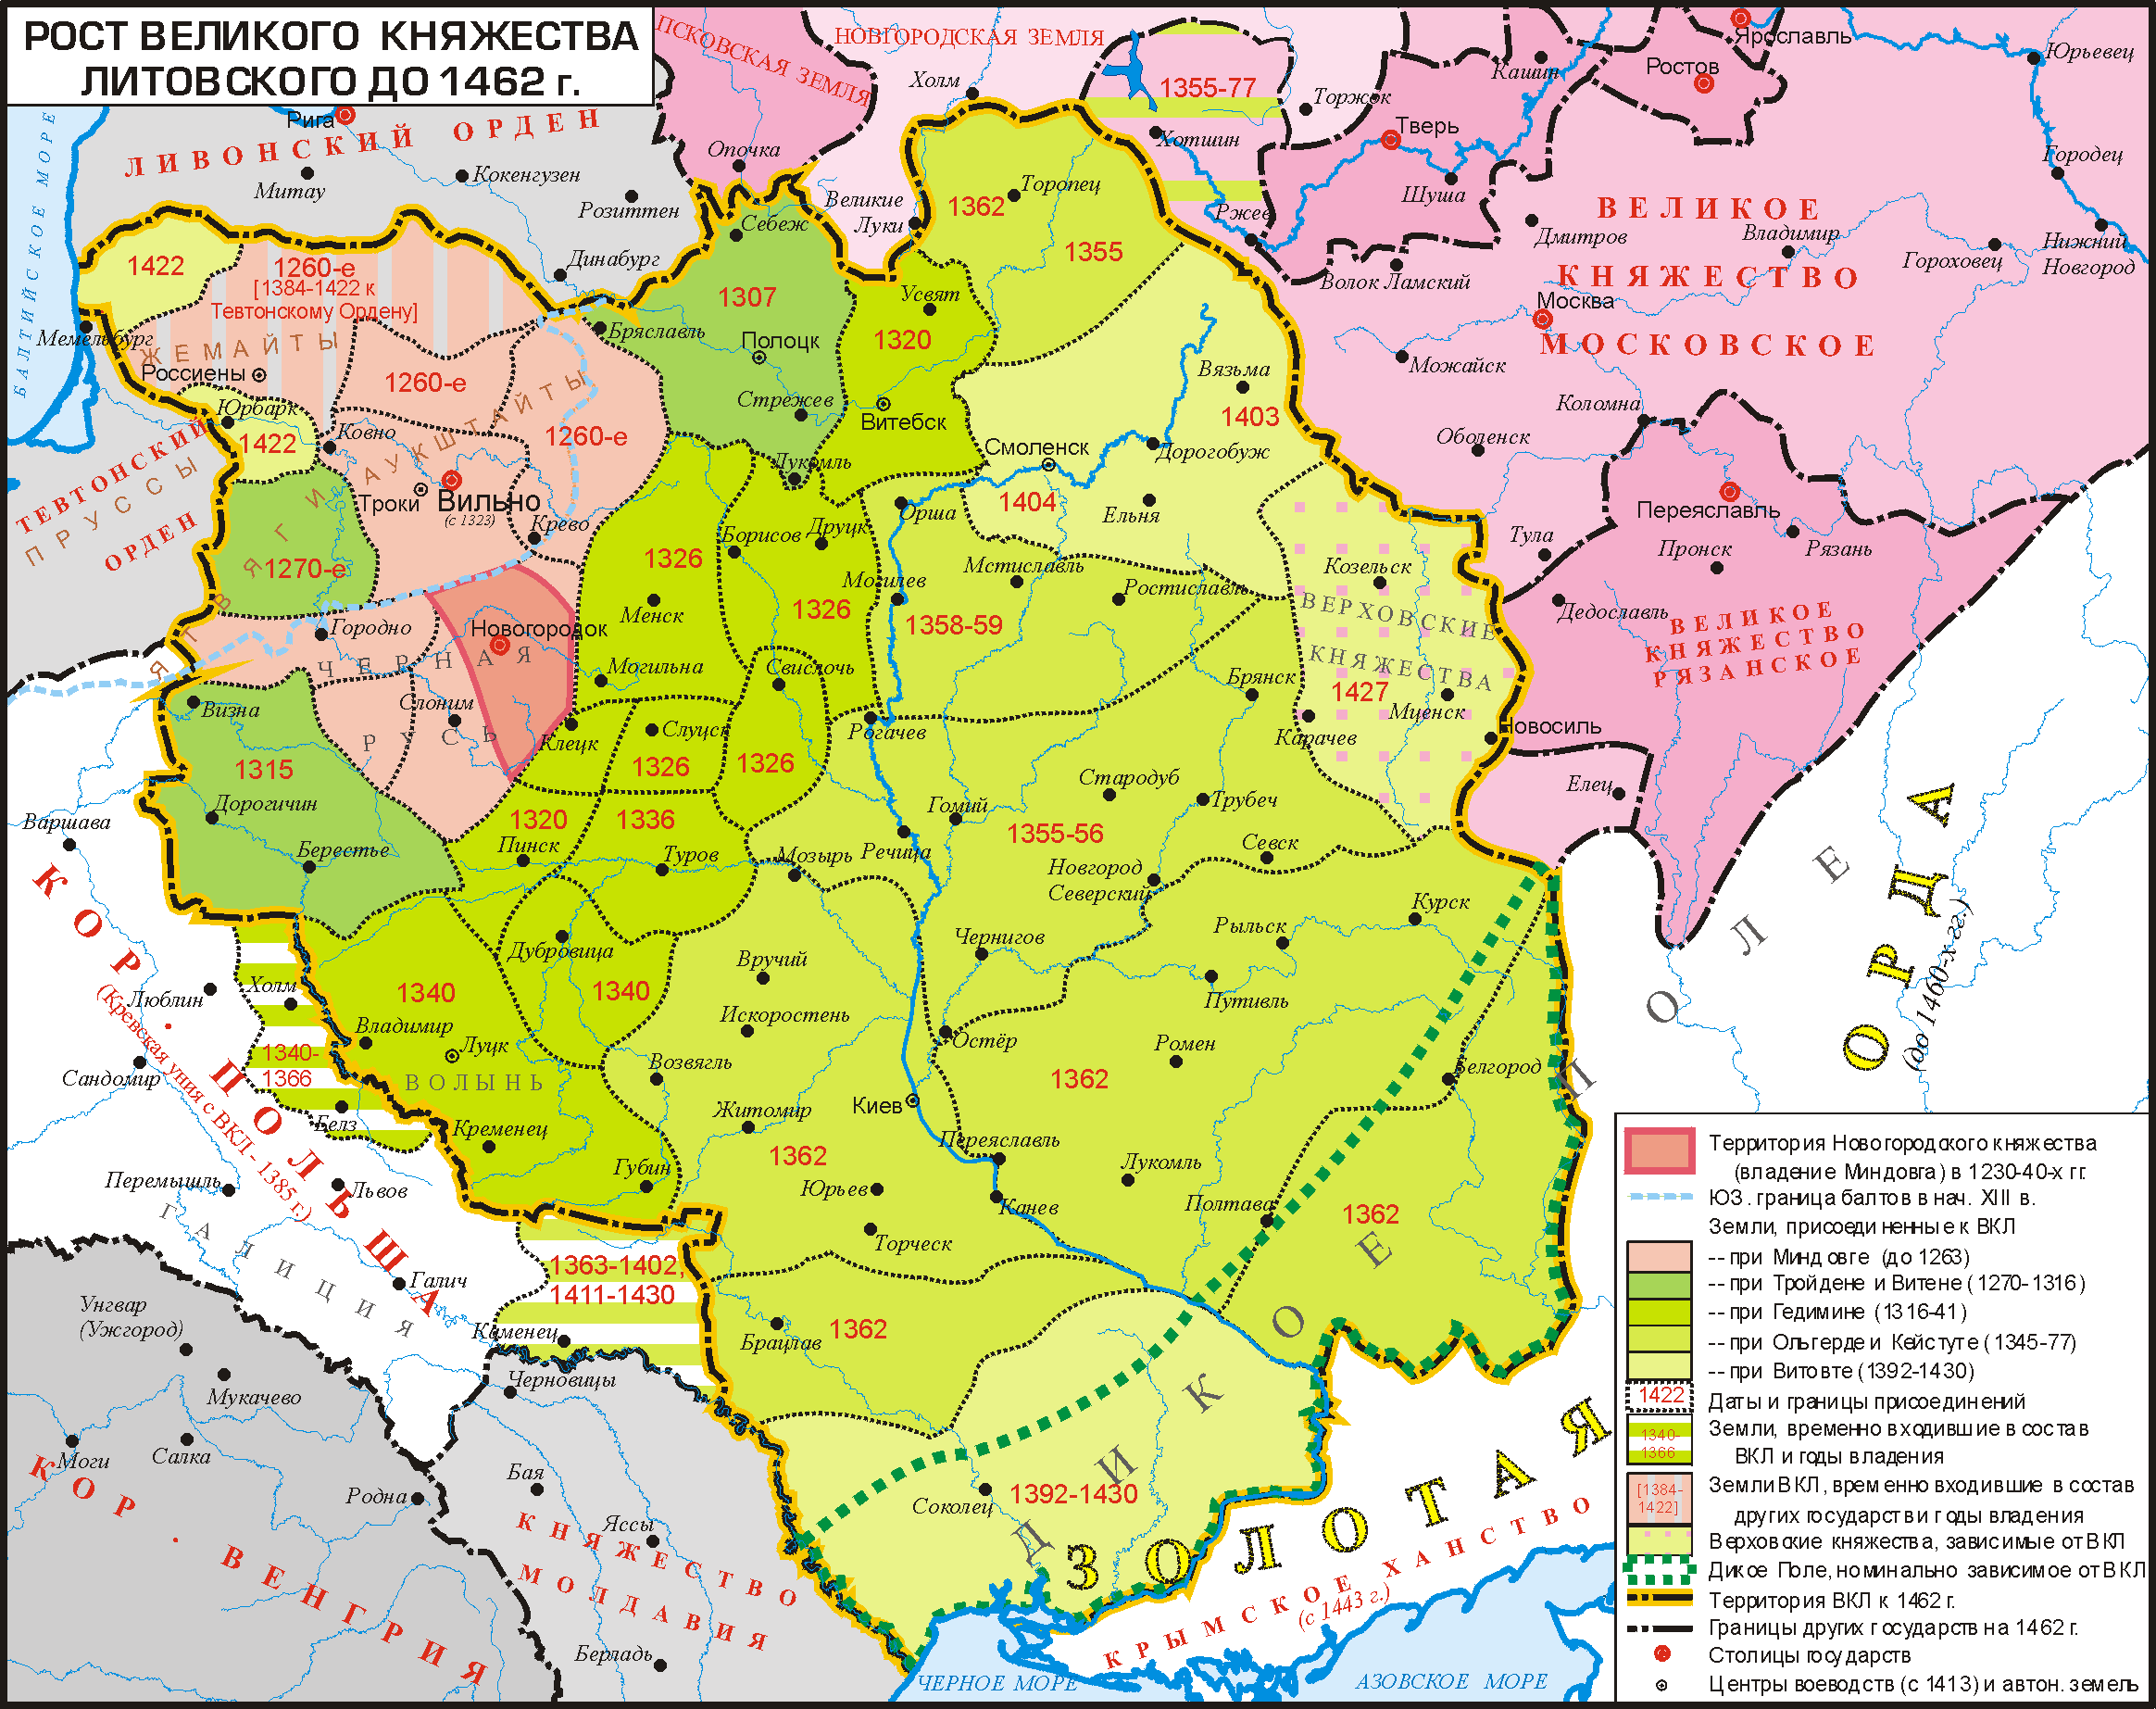 РОСТ ВЕЛИКОГО КНЯЖЕСТВА
ЛИТОВСКОГО ДО 1462 г.
ПСКОВСКАЯ ЗЕМЛЯ
НОВГОРОДСКАЯ ЗЕМЛЯ
Холм
1355-77
Торжок
Кашин
Ярославль
Ростов
Юрьевец
Рига
ЛИВОНСКИЙ ОРДЕН
Митау
Кокенгузен
Розиттен
Опочка
Хотшин
Тверь
Шуша
Городец
БАЛТИЙСКОЕ МОРЕ
Великие
Луки
Себеж
Торопец
1362
1355
Ржев
Волок Ламский
Дмитров
Владимир
Гороховец
Нижний
Новгород
ВЕЛИКОЕ
КНЯЖЕСТВО
МОСКОВСКОЕ
Москва
Можайск
Коломна
Оболенск
1422
1260-е
[1384-1422 к
Тевтонскому Ордену]
Динабург
Мемельбург
ЖЕМАЙТЫ
Россиены
1260-е
Бряславль
1307
Полоцк
Стрежев
Усвят
1320
Витебск
Вязьма
1403
Дорогобуж
Смоленск
1404
Ельня
Юрбарк
1422
Ковно
АУКШТАЙТЫ
1260-е
ТЕВТОНСКИЙ
ОРДЕН
ПРУССЫ
ЯТВЯГИ
Троки
Вильно
(с 1323)
Крево
Лукомль
Орша
Борисов
Друцк
1270-е
1326
Менск
1326
Могилев
1358-59
Мстиславль
Ростиславль
Козельск
ВЕРХОВСКИЕ
КНЯЖЕСТВА
1427
Мценск
Карачев
Брянск
Тула
Дедославль
Новосиль
Елец
Переяславль
Пронск
Рязань
ВЕЛИКОЕ
КНЯЖЕСТВО
РЯЗАНСКОЕ
Городно
Новогородок
ЧЕРНАЯ
РУСЬ
Слоним
Могильна
Свислочь
Клецк
Слуцк
1326
1326
Рогачев
Визна
1315
Дорогичин
Берестье
Варшава
1320
Пинск
1336
Туров
Мозырь
Речица
Гомий
Стародуб
Трубеч
1355-56
Новгород
Северский
Севск
Курск
Рыльск
Путивль
Чернигов
Дубровица
1340
1340
Вручий
Искоростень
Люблин
Холм
1340-
1366
Белз
Сандомир
КОР. ПОЛЬША
(Кревская уния с ВКЛ - 1385 г.)
Владимир
Луцк
ВОЛЫНЬ
Кременец
Возвягль
Житомир
Киев
Остёр
Ромен
1362
Белгород
Переяславль
Лукомль
Полтава
1362
Канев
Губин
1362
Юрьев
Торческ
Перемышль
Львов
ГАЛИЦИЯ
Галич
1363-1402,
1411-1430
Каменец
Брацлав
1362
Унгвар
(Ужгород)
Мукачево
Моги
Салка
Родна
КОР. ВЕНГРИЯ
Черновицы
Бая
Яссы
Берладь
КНЯЖЕСТВО
МОЛДАВИЯ
Соколец
1392-1430
ДИКОЕ ПОЛЕ
ЗОЛОТАЯ ОРДА
(до 1460-х гг.)
КРЫМСКОЕ ХАНСТВО
(с 1443 г.)
ЧЕРНОЕ МОРЕ
АЗОВСКОЕ МОРЕ
Территория Новогородского княжества
(владение Миндовга) в 1230-40-х гг.
ЮЗ. граница балтов в нач. XIII в.
Земли, присоединенные к ВКЛ
-- при Миндовге (до 1263)
-- при Тройдене и Витене (1270-1316)
-- при Гедимине (1316-41)
-- при Ольгерде и Кейстуте (1345-77)
-- при Витовте (1392-1430)
1422
Даты и границы присоединений
1340-
1366
Земли, временно входившие в состав
ВКЛ и годы владения
[1384-
1422]
Земли ВКЛ, временно входившие в состав
других государств и годы владения
Верховские княжества, зависимые от ВКЛ
Дикое Поле, номинально зависимое от ВКЛ
Территория ВКЛ к 1462 г.
Границы других государств на 1462 г.
Столицы государств
Центры воеводств (с 1413) и автон. земель